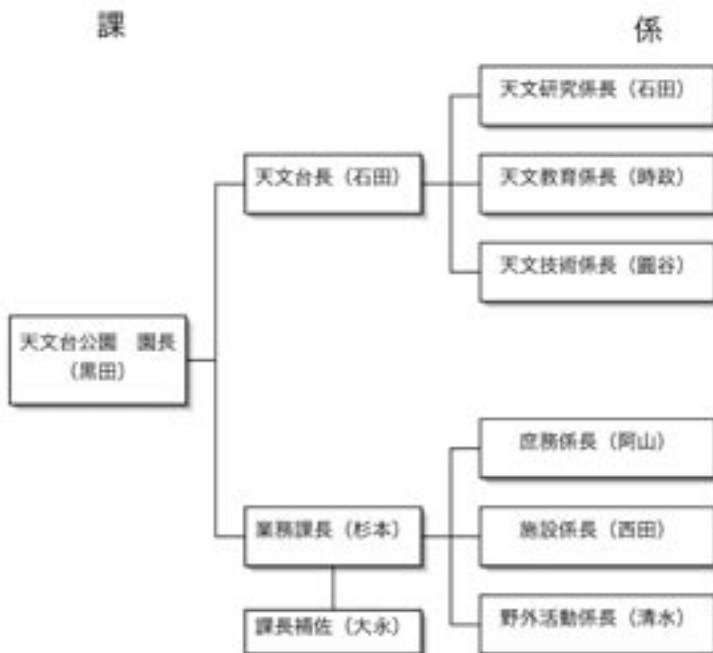 課
係
天文研究係長（石田）
天文台長（石田）
天文教育係長（時政）
天文技術係長（圓谷）
天文台公園　園長
（黒田）
庶務係長（阿山）
業務課長（杉本）
施設係長（西田）
課長補佐（大永）
野外活動係長（清水）